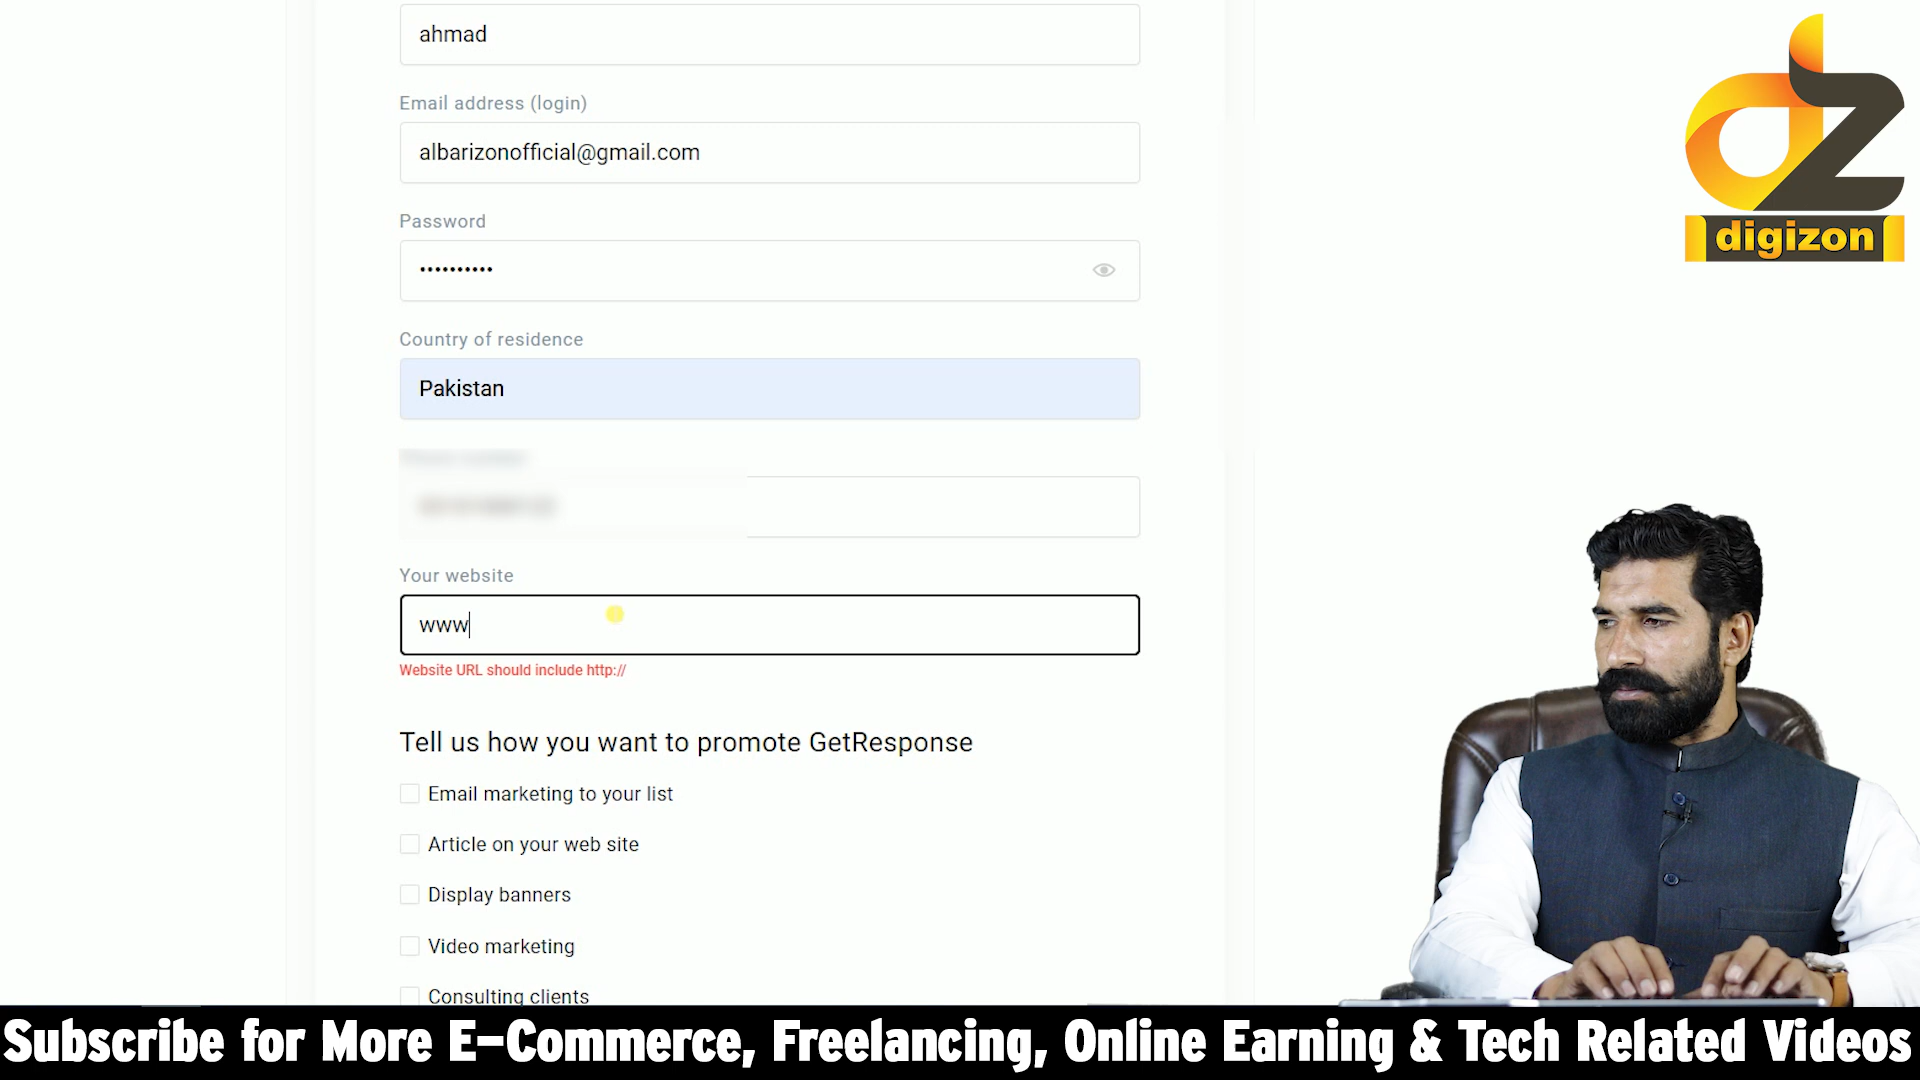 ahmad
Email address (login)
albarizonofficial@gmail.com
Password
••••••••••
Country of residence
Pakistan
Your website
www
Website URL should include http://
Tell us how you want to promote GetResponse
Email marketing to your list
Article on your web site
Display banners
Video marketing
Consulting clients
dz
digizon
Subscribe for More E-Commerce, Freelancing, Online Earning & Tech Related Videos